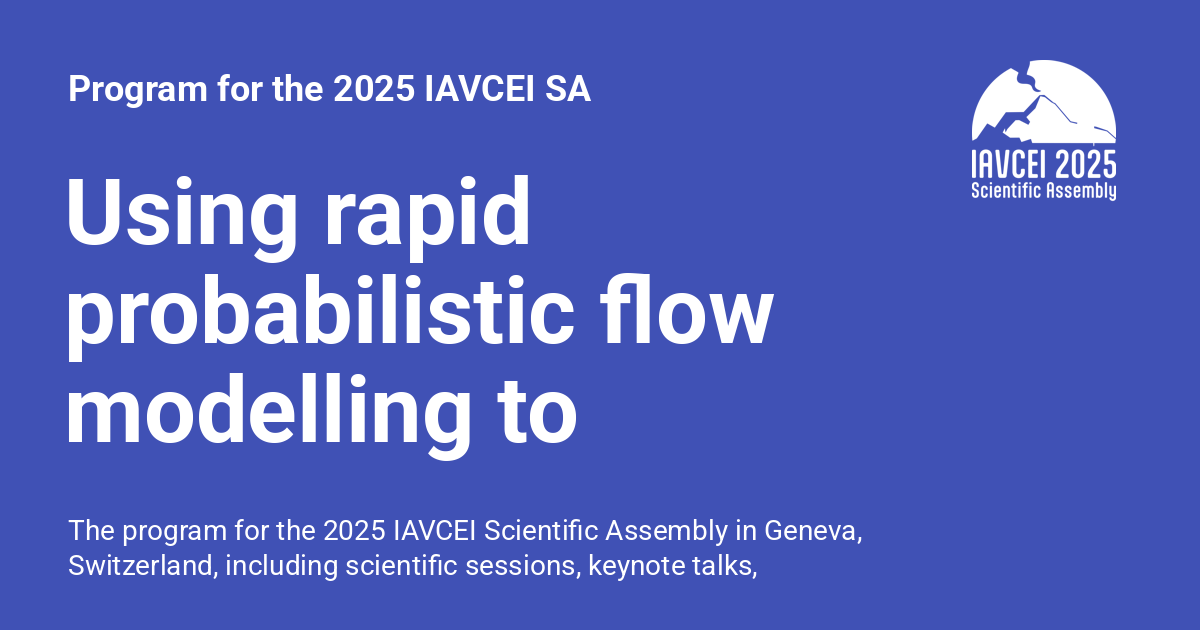 Program for the 2025 IAVCEI SA
IAVCEI 2025
Scientific Assembly
Using rapid
probabilistic flow
modelling to
The program for the 2025 IAVCEI Scientific Assembly in Geneva,
Switzerland, including scientific sessions, keynote talks,